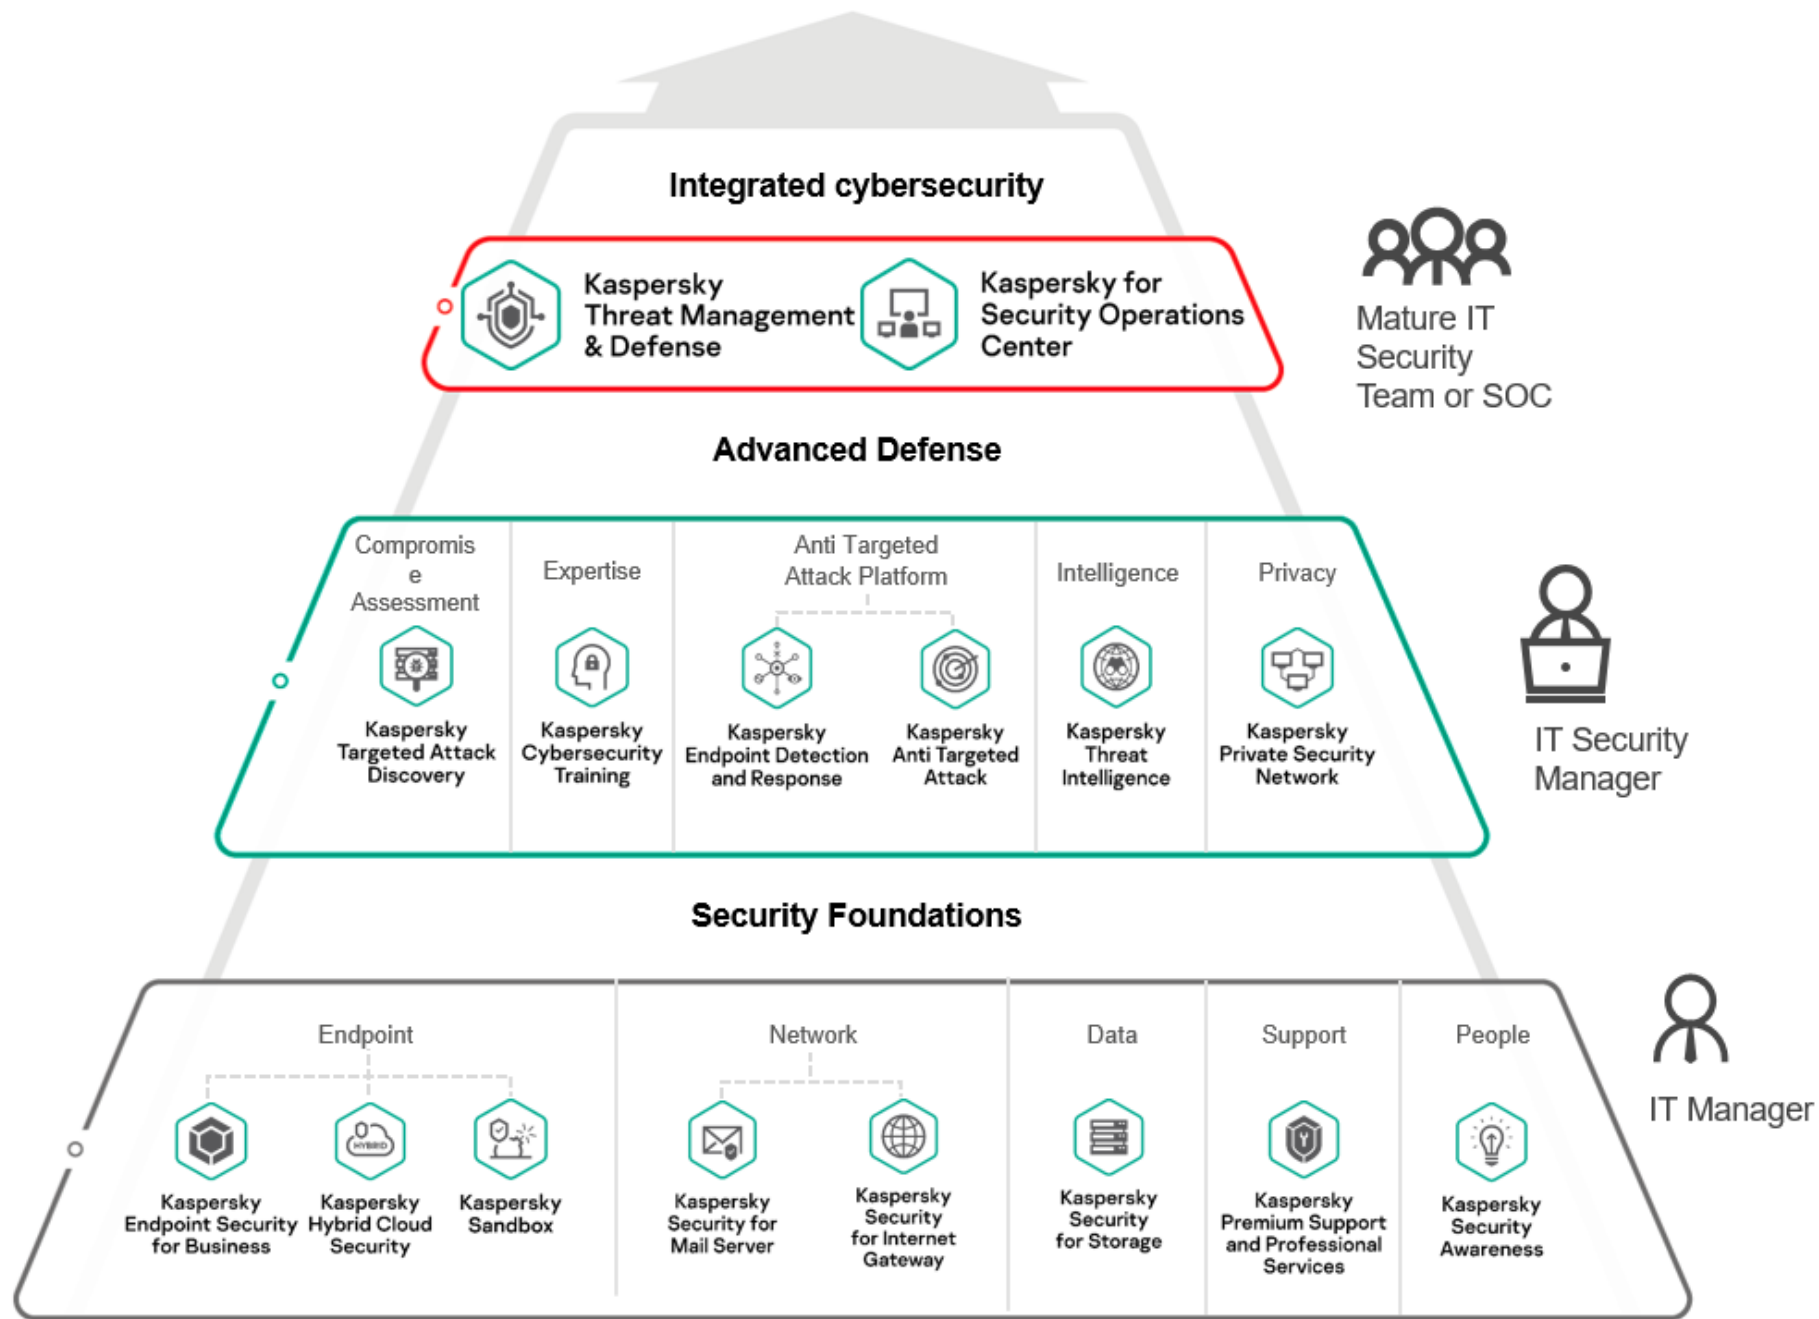 Integrated cybersecurity
Kaspersky
Threat Management
& Defense
Kaspersky for
Security Operations
Center
Mature IT
Security
Team or SOC
Advanced Defense
Compromis
e
Assessment
Expertise
Anti Targeted
Attack Platform
Intelligence
Privacy
Kaspersky
Targeted Attack
Discovery
Kaspersky
Cybersecurity
Training
Kaspersky
Endpoint Detection
and Response
Kaspersky
Anti Targeted
Attack
Kaspersky
Threat
Intelligence
Kaspersky
Private Security
Network
IT Security
Manager
Security Foundations
Endpoint
Network
Data
Support
People
HYBRID
Kaspersky
Endpoint Security
for Business
Kaspersky
Hybrid Cloud
Security
Kaspersky
Sandbox
Kaspersky
Security for
Mail Server
Kaspersky
Security
for Internet
Gateway
Kaspersky
Security
for Storage
Kaspersky
Premium Support
and Professional
Services
Kaspersky
Security
Awareness
IT Manager